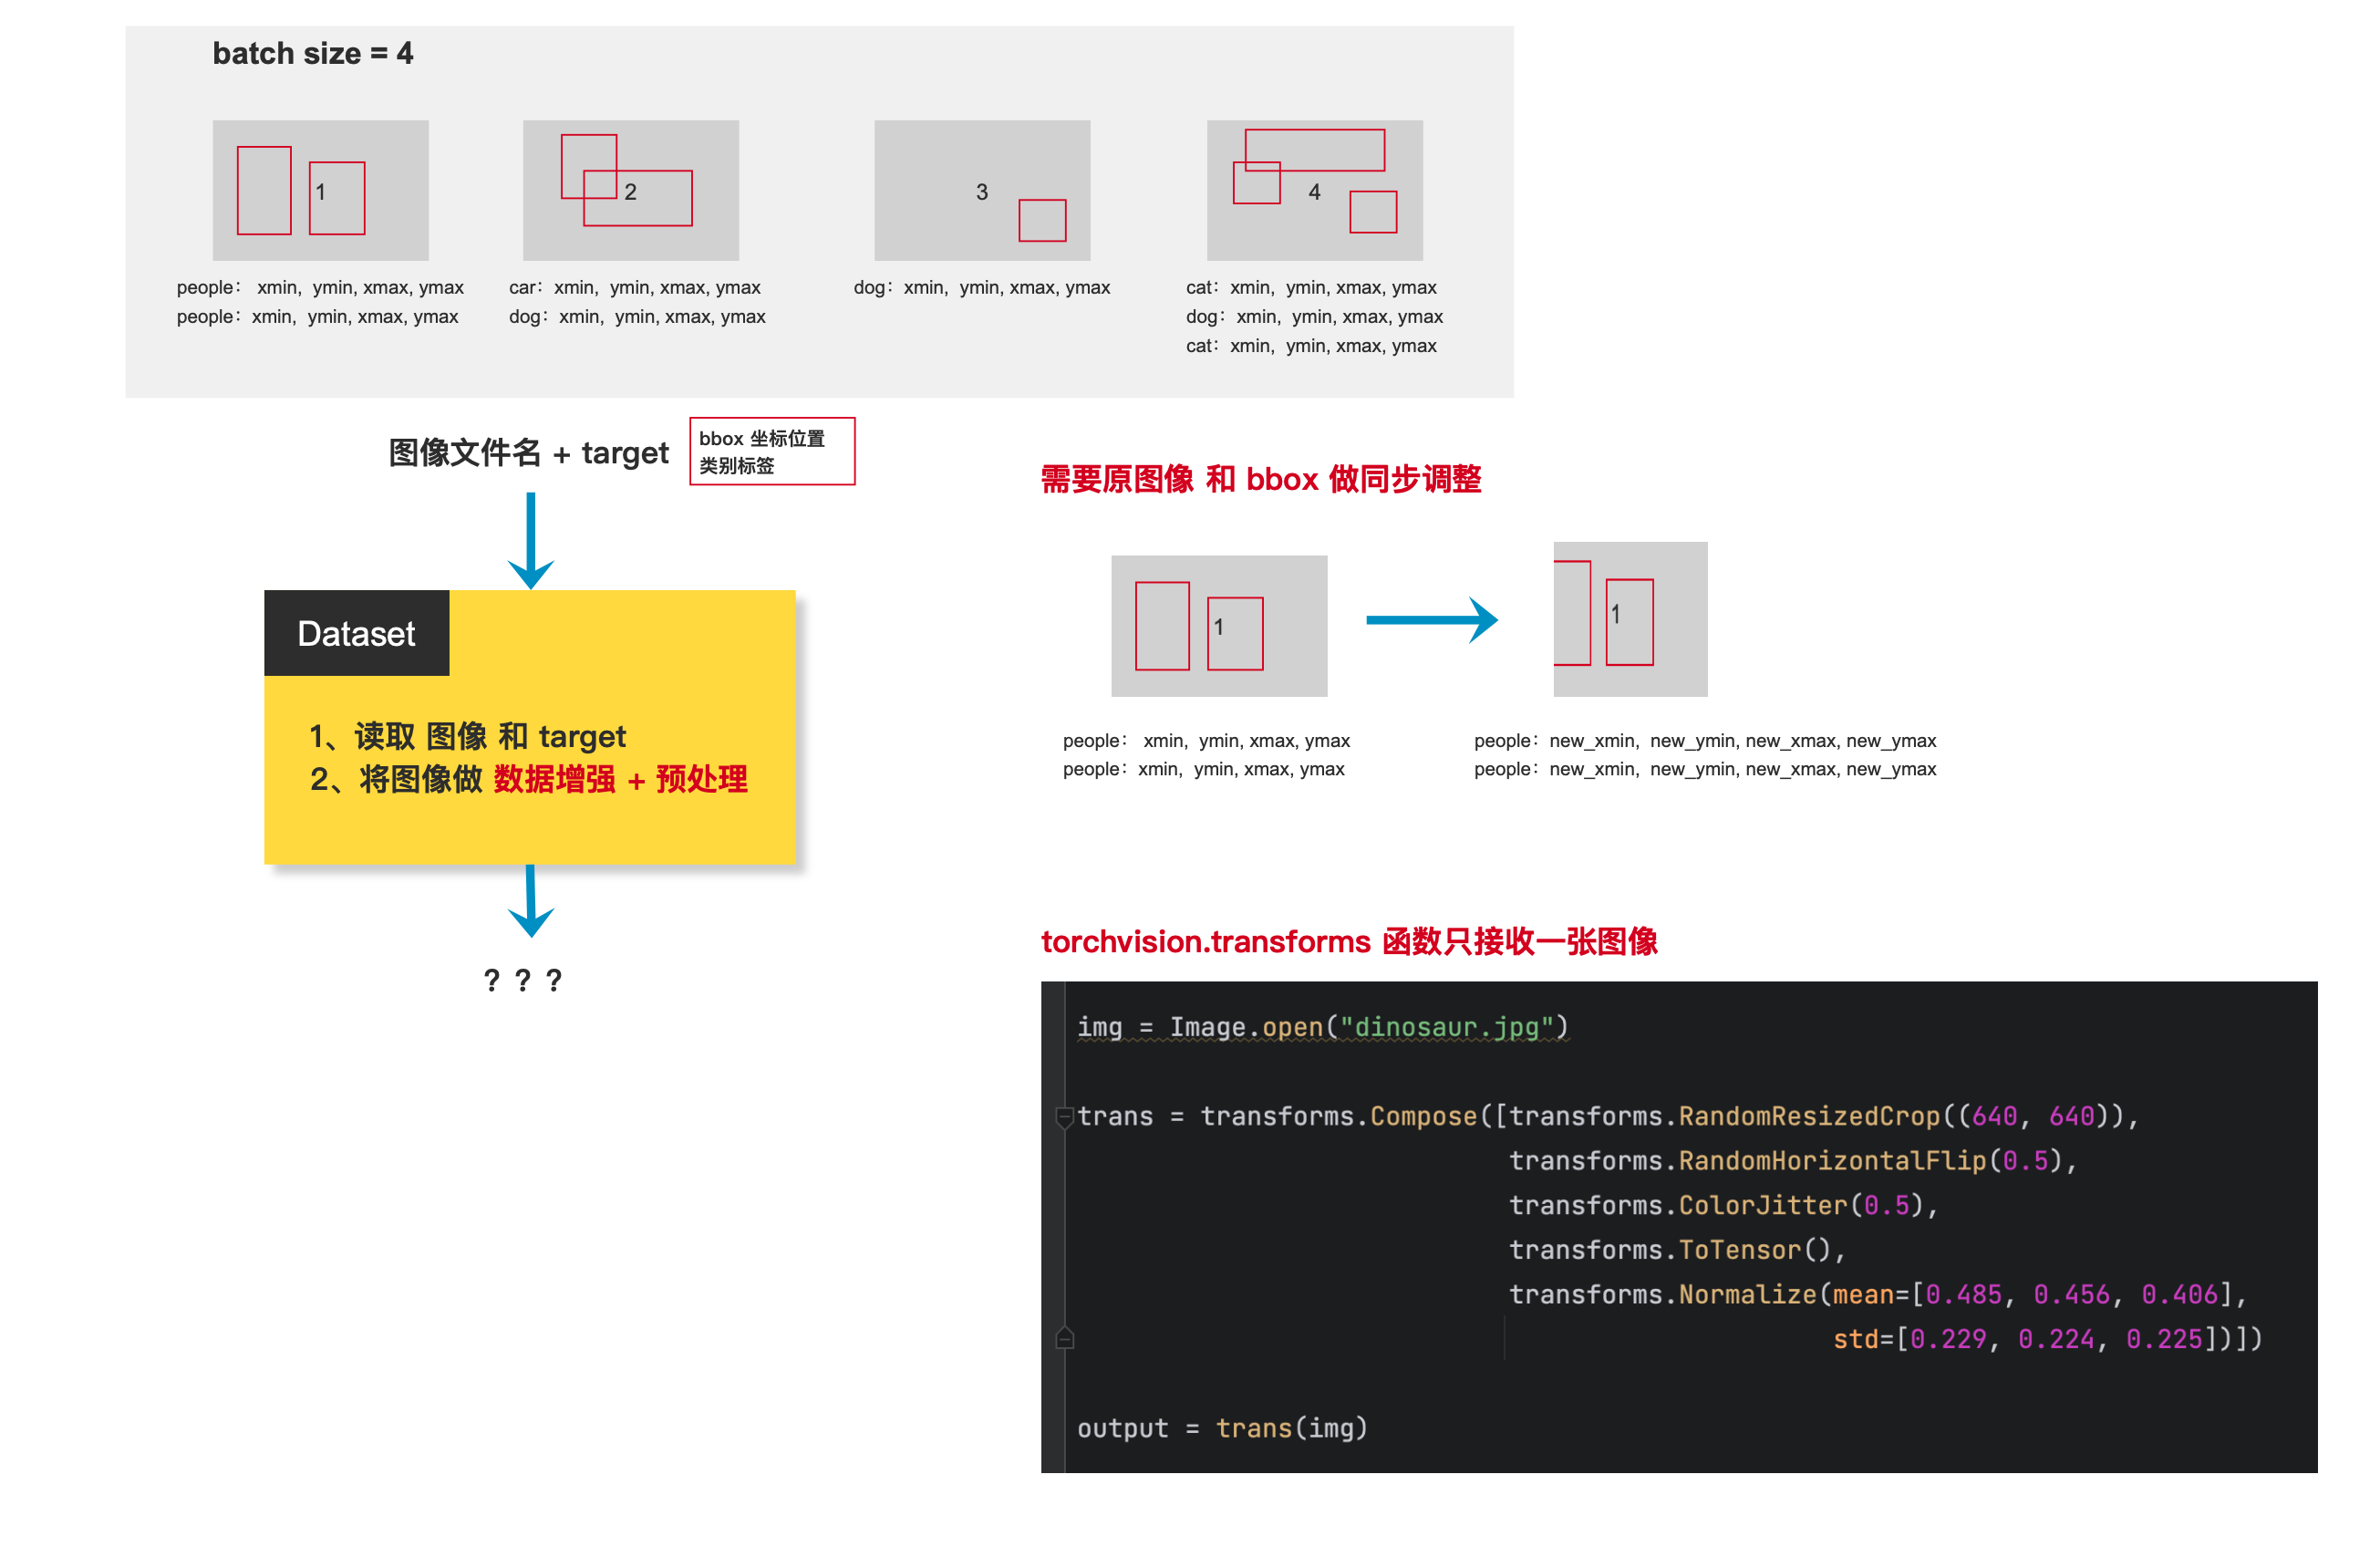 batch size = 4
1
2
3
4
people： xmin, ymin, xmax, ymax
people：xmin, ymin, xmax, ymax
car：xmin, ymin, xmax, ymax
dog：xmin, ymin, xmax, ymax
dog：xmin, ymin, xmax, ymax
cat：xmin, ymin, xmax, ymax
dog：xmin, ymin, xmax, ymax
cat：xmin, ymin, xmax, ymax
图像文件名 + target
bbox 坐标位置
类别标签
Dataset
1、读取 图像 和 target
2、将图像做 数据增强 + 预处理
？？？
需要原图像 和 bbox 做同步调整
1
1
people： xmin, ymin, xmax, ymax
people：xmin, ymin, xmax, ymax
people：new_xmin, new_ymin, new_xmax, new_ymax
people：new_xmin, new_ymin, new_xmax, new_ymax
torchvision.transforms 函数只接收一张图像
img = Image.open("dinosaur.jpg")
trans = transforms.Compose([transforms.RandomResizedCrop((640, 640)),
transforms.RandomHorizontalFlip(0.5),
transforms.ColorJitter(0.5),
transforms.ToTensor(),
transforms.Normalize(mean=[0.485, 0.456, 0.406],
std=[0.229, 0.224, 0.225])])
output = trans(img)